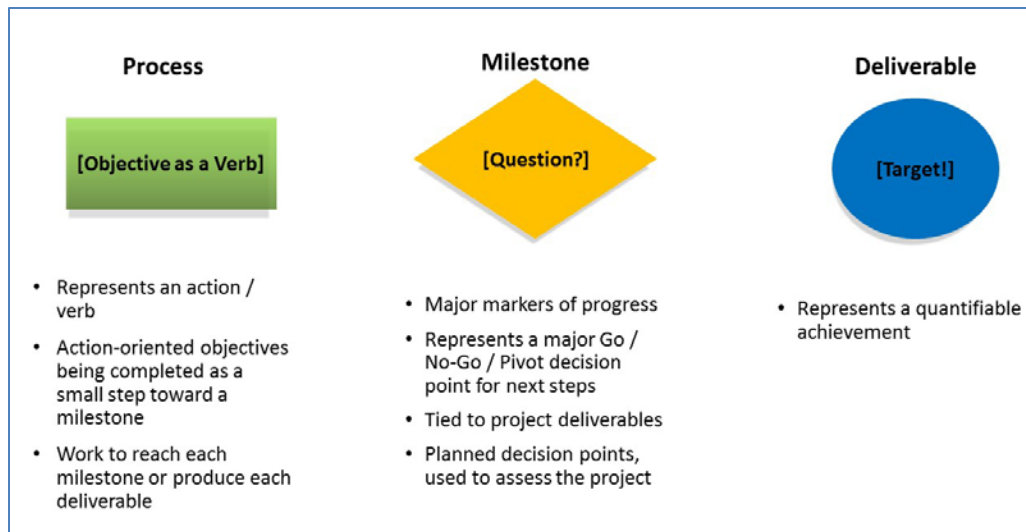 Process
[Objective as a Verb]
• Represents an action /
verb
• Action-oriented objectives
being completed as a
small step toward a
milestone
• Work to reach each
milestone or produce each
deliverable
Milestone
[Question?]
• Major markers of progress
• Represents a major Go /
No-Go / Pivot decision
point for next steps
• Tied to project deliverables
• Planned decision points,
used to assess the project
Deliverable
[Target!]
• Represents a quantifiable
achievement